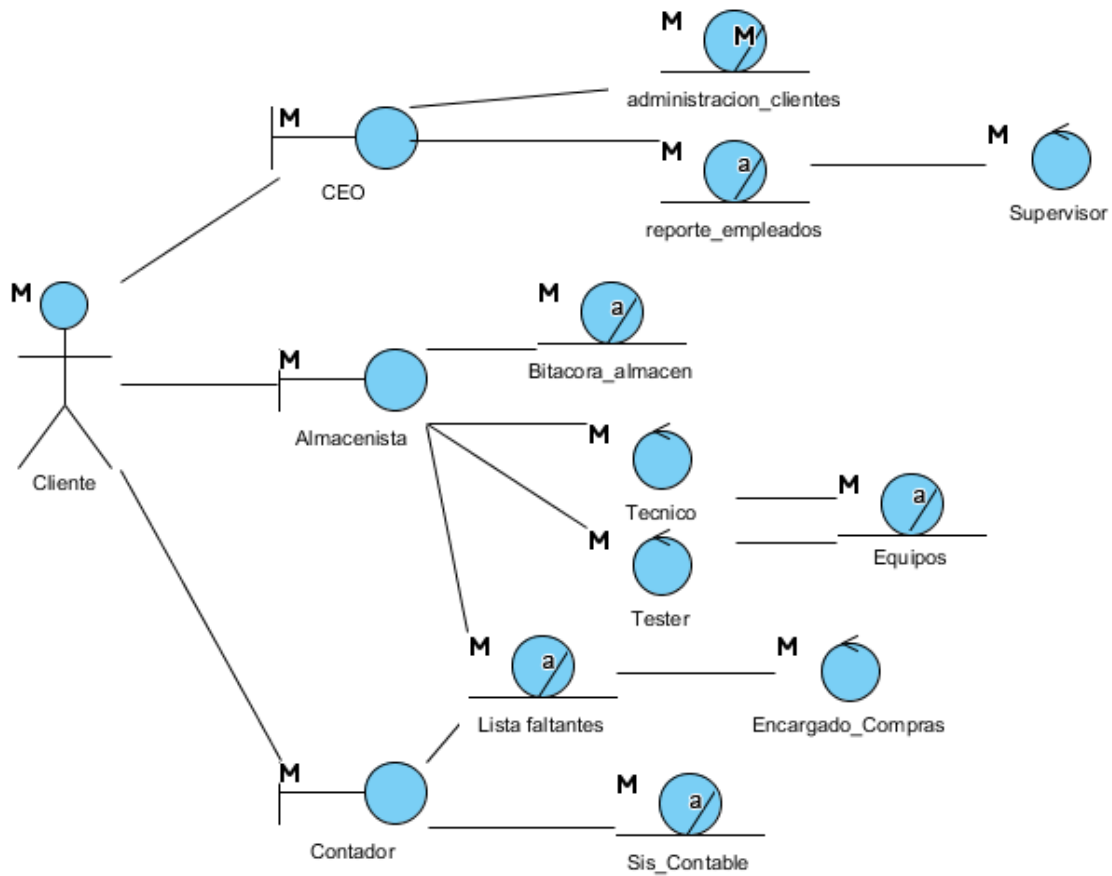 M
M
administracion_clientes
M
CEO
M
a
reporte_empleados
M
Supervisor
M
Cliente
M
a
Bitacora_almacen
M
Almacenista
M
Tecnico
M
a
Equipos
M
Tester
M
a
Lista faltantes
M
Encargado_Compras
M
Contador
M
a
Sis_Contable